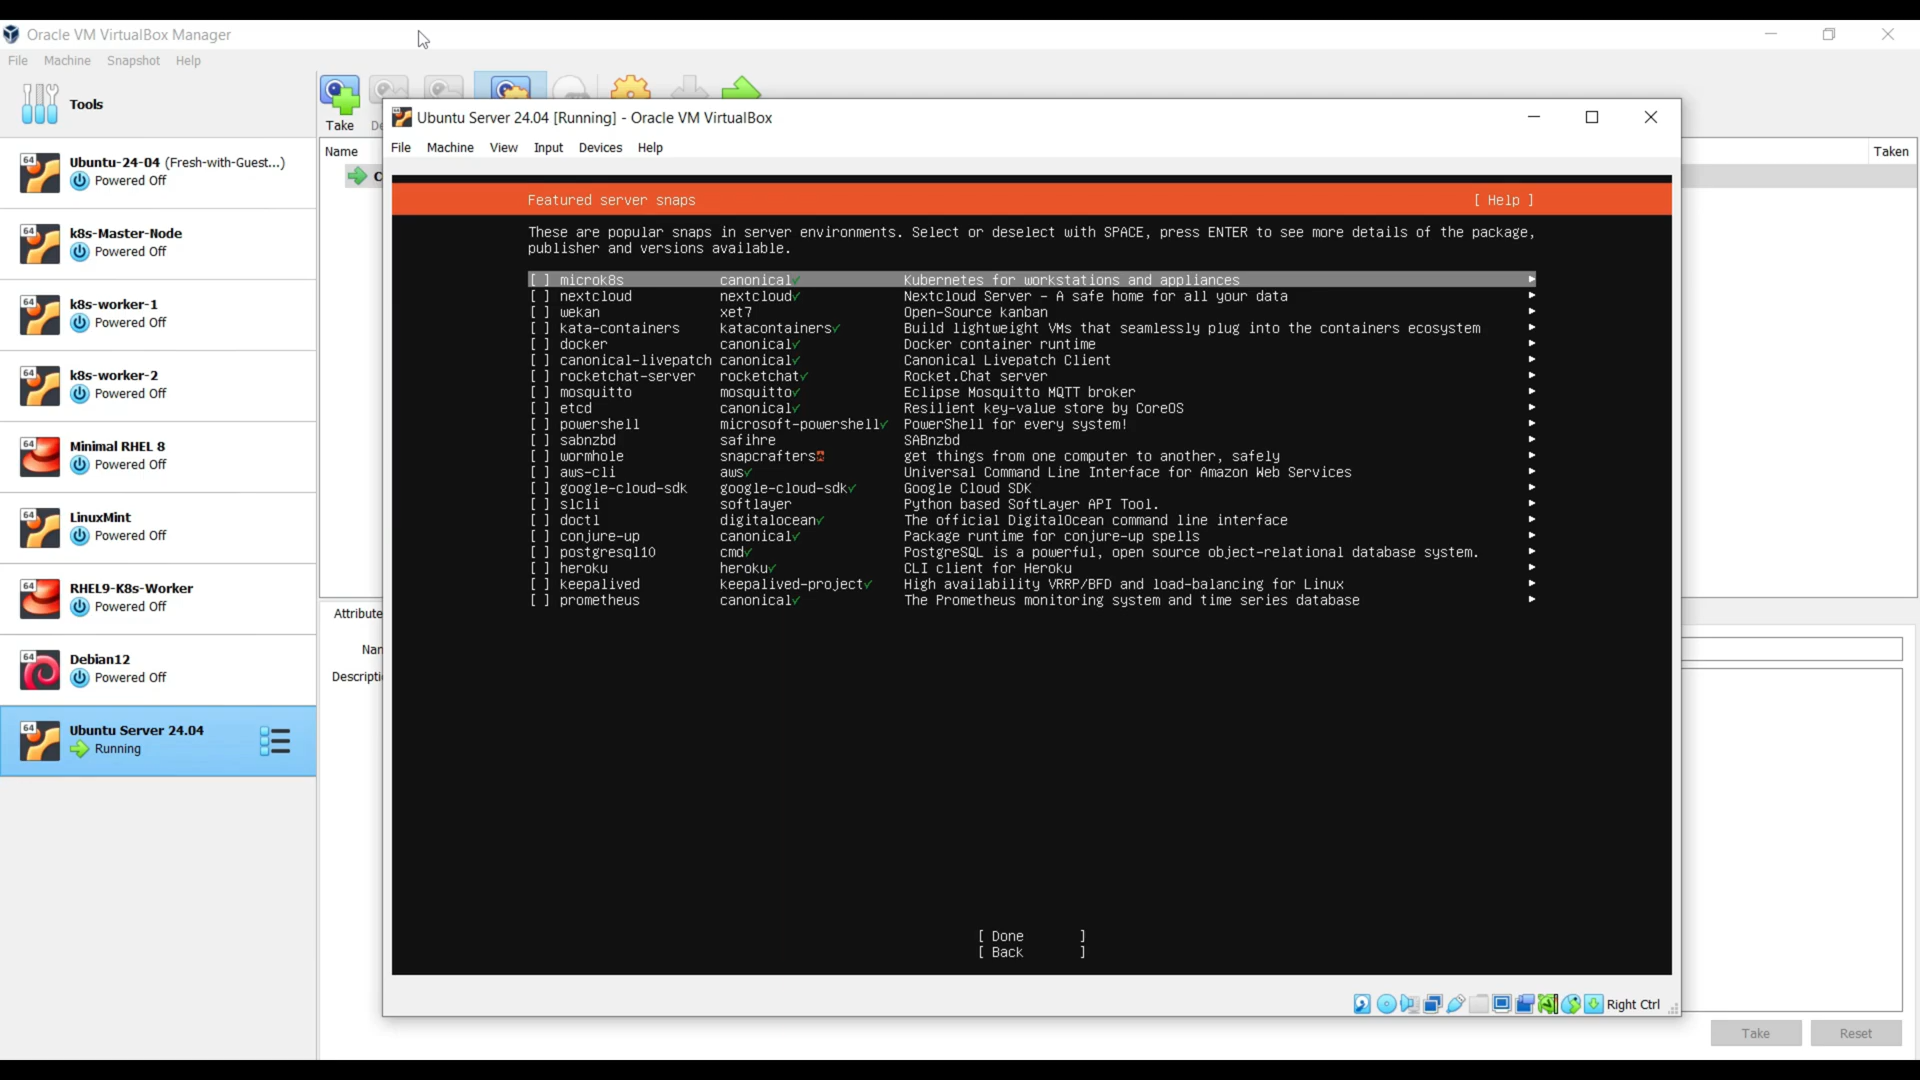 Oracle VM VirtualBox Manager
File Machine Snapshot Help
Tools
Take
Name
Taken
64 Ubuntu-24-04 (Fresh-with-Guest...)
Powered Off
64 k8s-Master-Node
Powered Off
64 k8s-worker-1
Powered Off
64 k8s-worker-2
Powered Off
64 Minimal RHEL 8
Powered Off
64 LinuxMint
Powered Off
64 RHEL9-K8s-Worker
Powered Off
64 Debian12
Powered Off
64 Ubuntu Server 24.04
Running
Attribute
Nam
Descripti
Ubuntu Server 24.04 [Running] - Oracle VM VirtualBox
File Machine View Input Devices Help
Featured server snaps [ Help ]
These are popular snaps in server environments. Select or deselect with SPACE, press ENTER to see more details of the package,
publisher and versions available.
[ ] microk8s canonical✓ Kubernetes for workstations and appliances ▸
[ ] nextcloud nextcloud✓ Nextcloud Server - A safe home for all your data ▸
[ ] wekan xet7 Open-Source kanban ▸
[ ] kata-containers katacontainers✓ Build lightweight VMs that seamlessly plug into the containers ecosystem ▸
[ ] docker canonical✓ Docker container runtime ▸
[ ] canonical-livepatch canonical✓ Canonical Livepatch Client ▸
[ ] rocketchat-server rocketchat✓ Rocket.Chat server ▸
[ ] mosquitto mosquitto✓ Eclipse Mosquitto MQTT broker ▸
[ ] etcd canonical✓ Resilient key-value store by CoreOS ▸
[ ] powershell microsoft-powershell✓ PowerShell for every system! ▸
[ ] sabnzbd safihre SABnzbd ▸
[ ] wormhole snapcrafters get things from one computer to another, safely ▸
[ ] aws-cli aws✓ Universal Command Line Interface for Amazon Web Services ▸
[ ] google-cloud-sdk google-cloud-sdk✓ Google Cloud SDK ▸
[ ] slcli softlayer Python based SoftLayer API Tool. ▸
[ ] doctl digitalocean✓ The official DigitalOcean command line interface ▸
[ ] conjure-up canonical✓ Package runtime for conjure-up spells ▸
[ ] postgresql10 cmd✓ PostgreSQL is a powerful, open source object-relational database system. ▸
[ ] heroku heroku✓ CLI client for Heroku ▸
[ ] keepalived keepalived-project✓ High availability VRRP/BFD and load-balancing for Linux ▸
[ ] prometheus canonical✓ The Prometheus monitoring system and time series database ▸
[ Done ]
[ Back ]
Right Ctrl
Take Reset